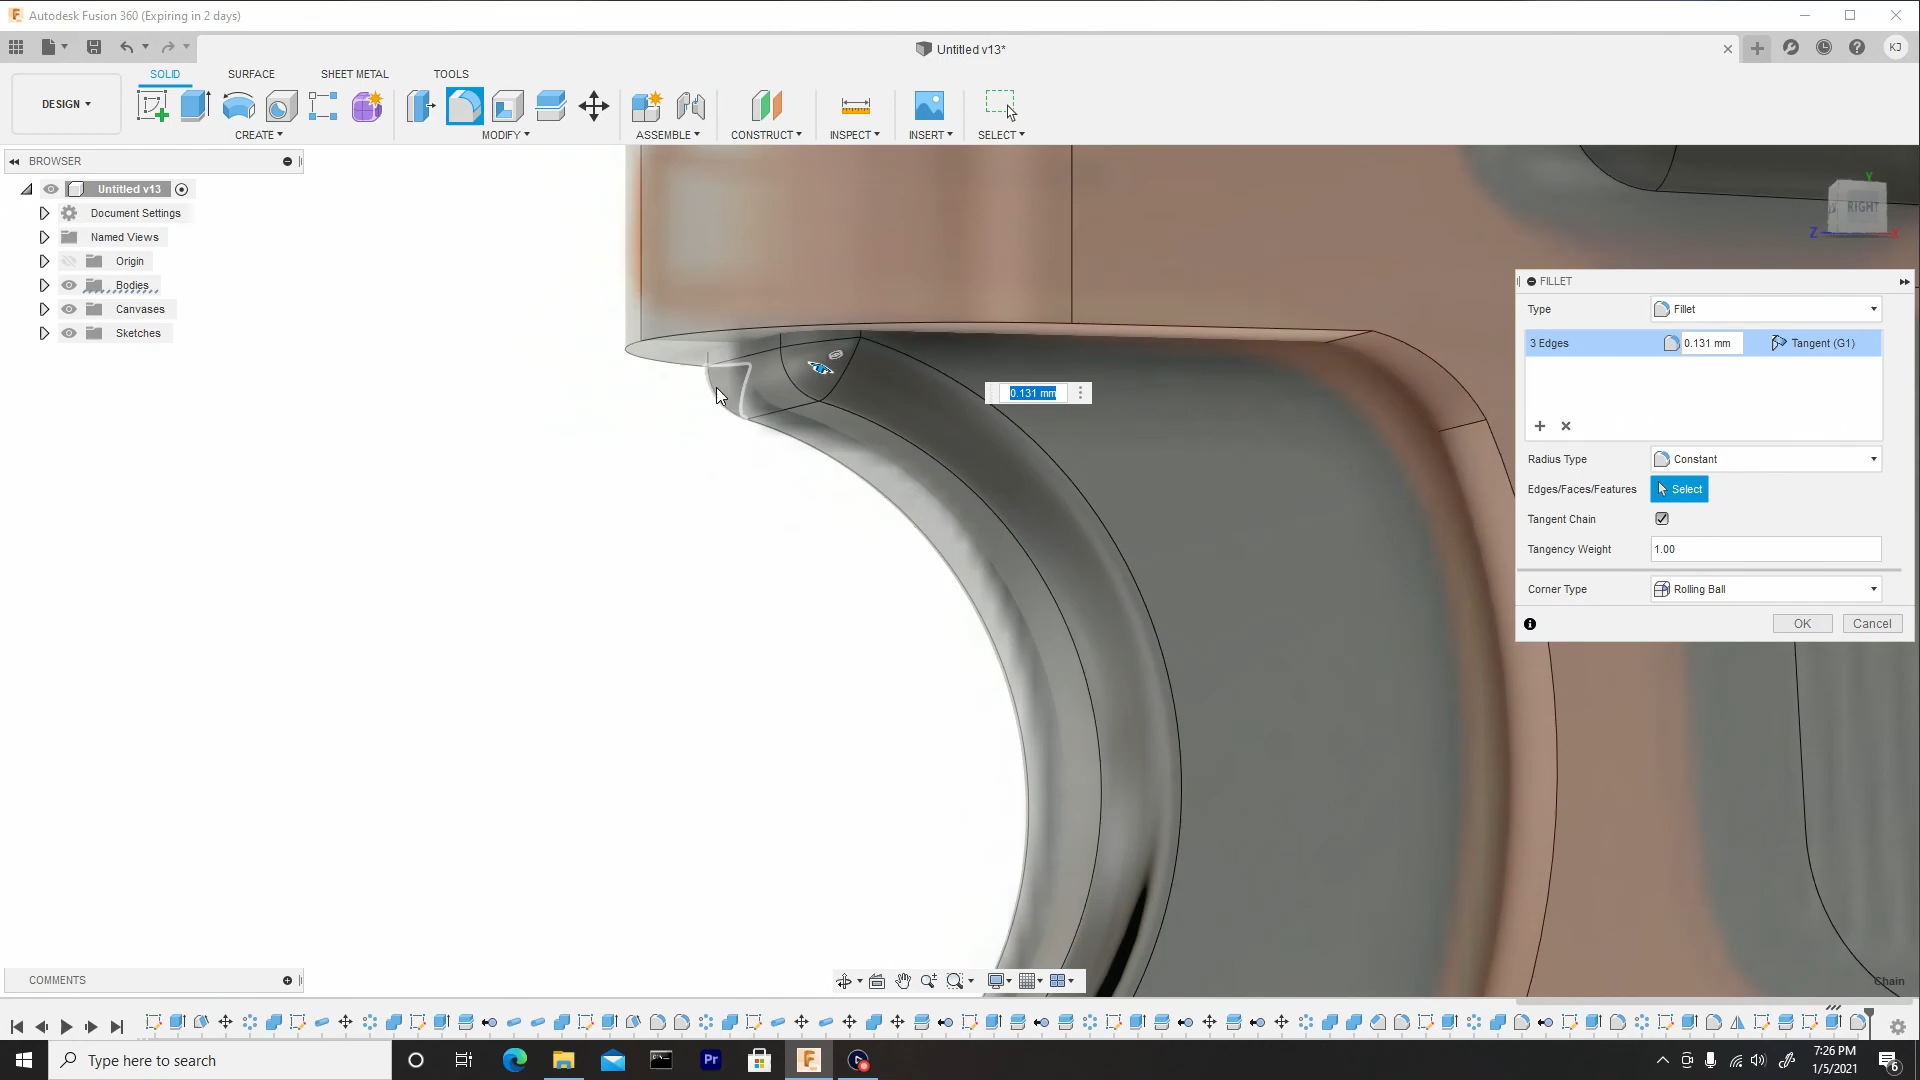 Autodesk Fusion 360 (Expiring in 2 days)
Untitled v13*
KJ
SOLID SURFACE SHEET METAL TOOLS
DESIGN
CREATE MODIFY ASSEMBLE CONSTRUCT INSPECT INSERT SELECT
BROWSER
Untitled v13
Document Settings
Named Views
Origin
Bodies
Canvases
Sketches
Y
RIGHT
Z X
FILLET
Type Fillet
3 Edges 0.131 mm Tangent (G1)
0.131 mm
Radius Type Constant
Edges/Faces/Features Select
Tangent Chain
Tangency Weight 1.00
Corner Type Rolling Ball
OK Cancel
COMMENTS
Chain
Type here to search
Pr
F
7:26 PM
1/5/2021
6